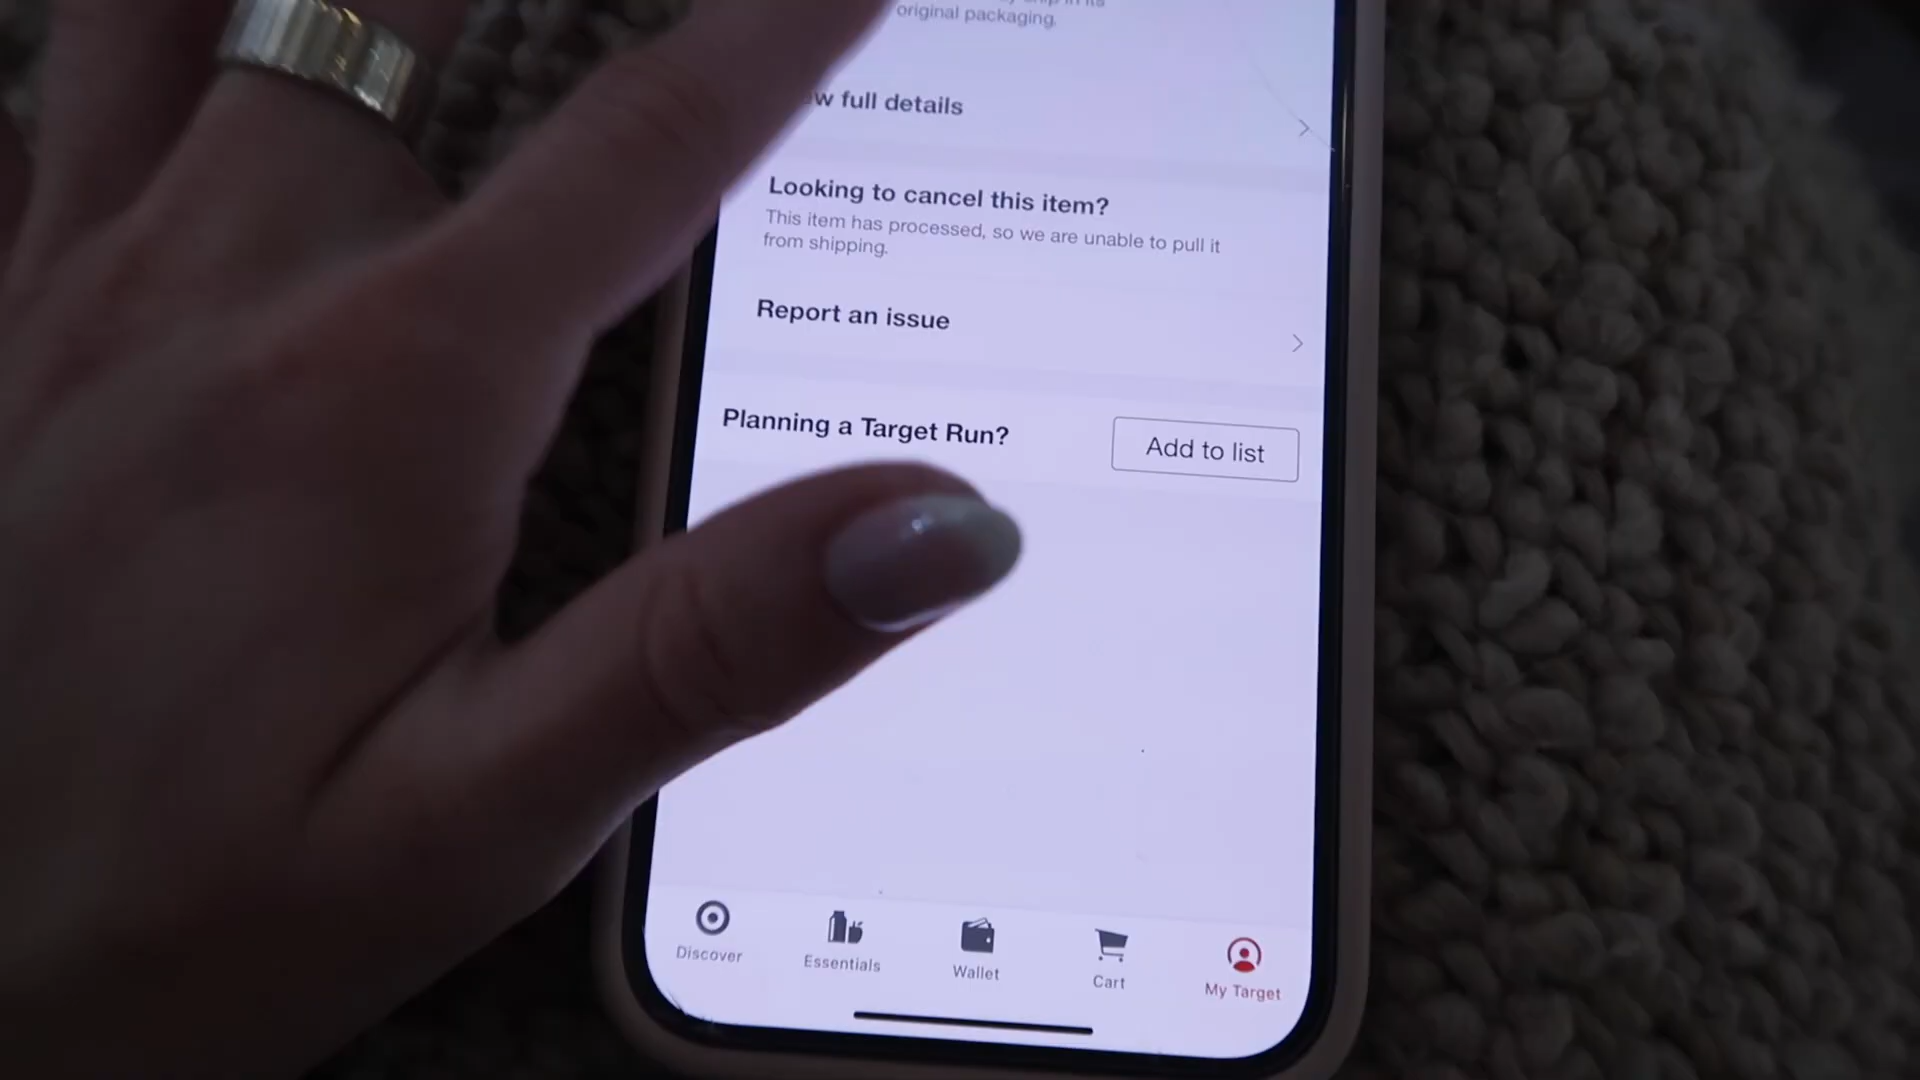 original packaging.
full details
Looking to cancel this item?
This item has processed, so we are unable to pull it
from shipping.
Report an issue
Planning a Target Run?
Add to list
Discover
Essentials
Wallet
Cart
My Target